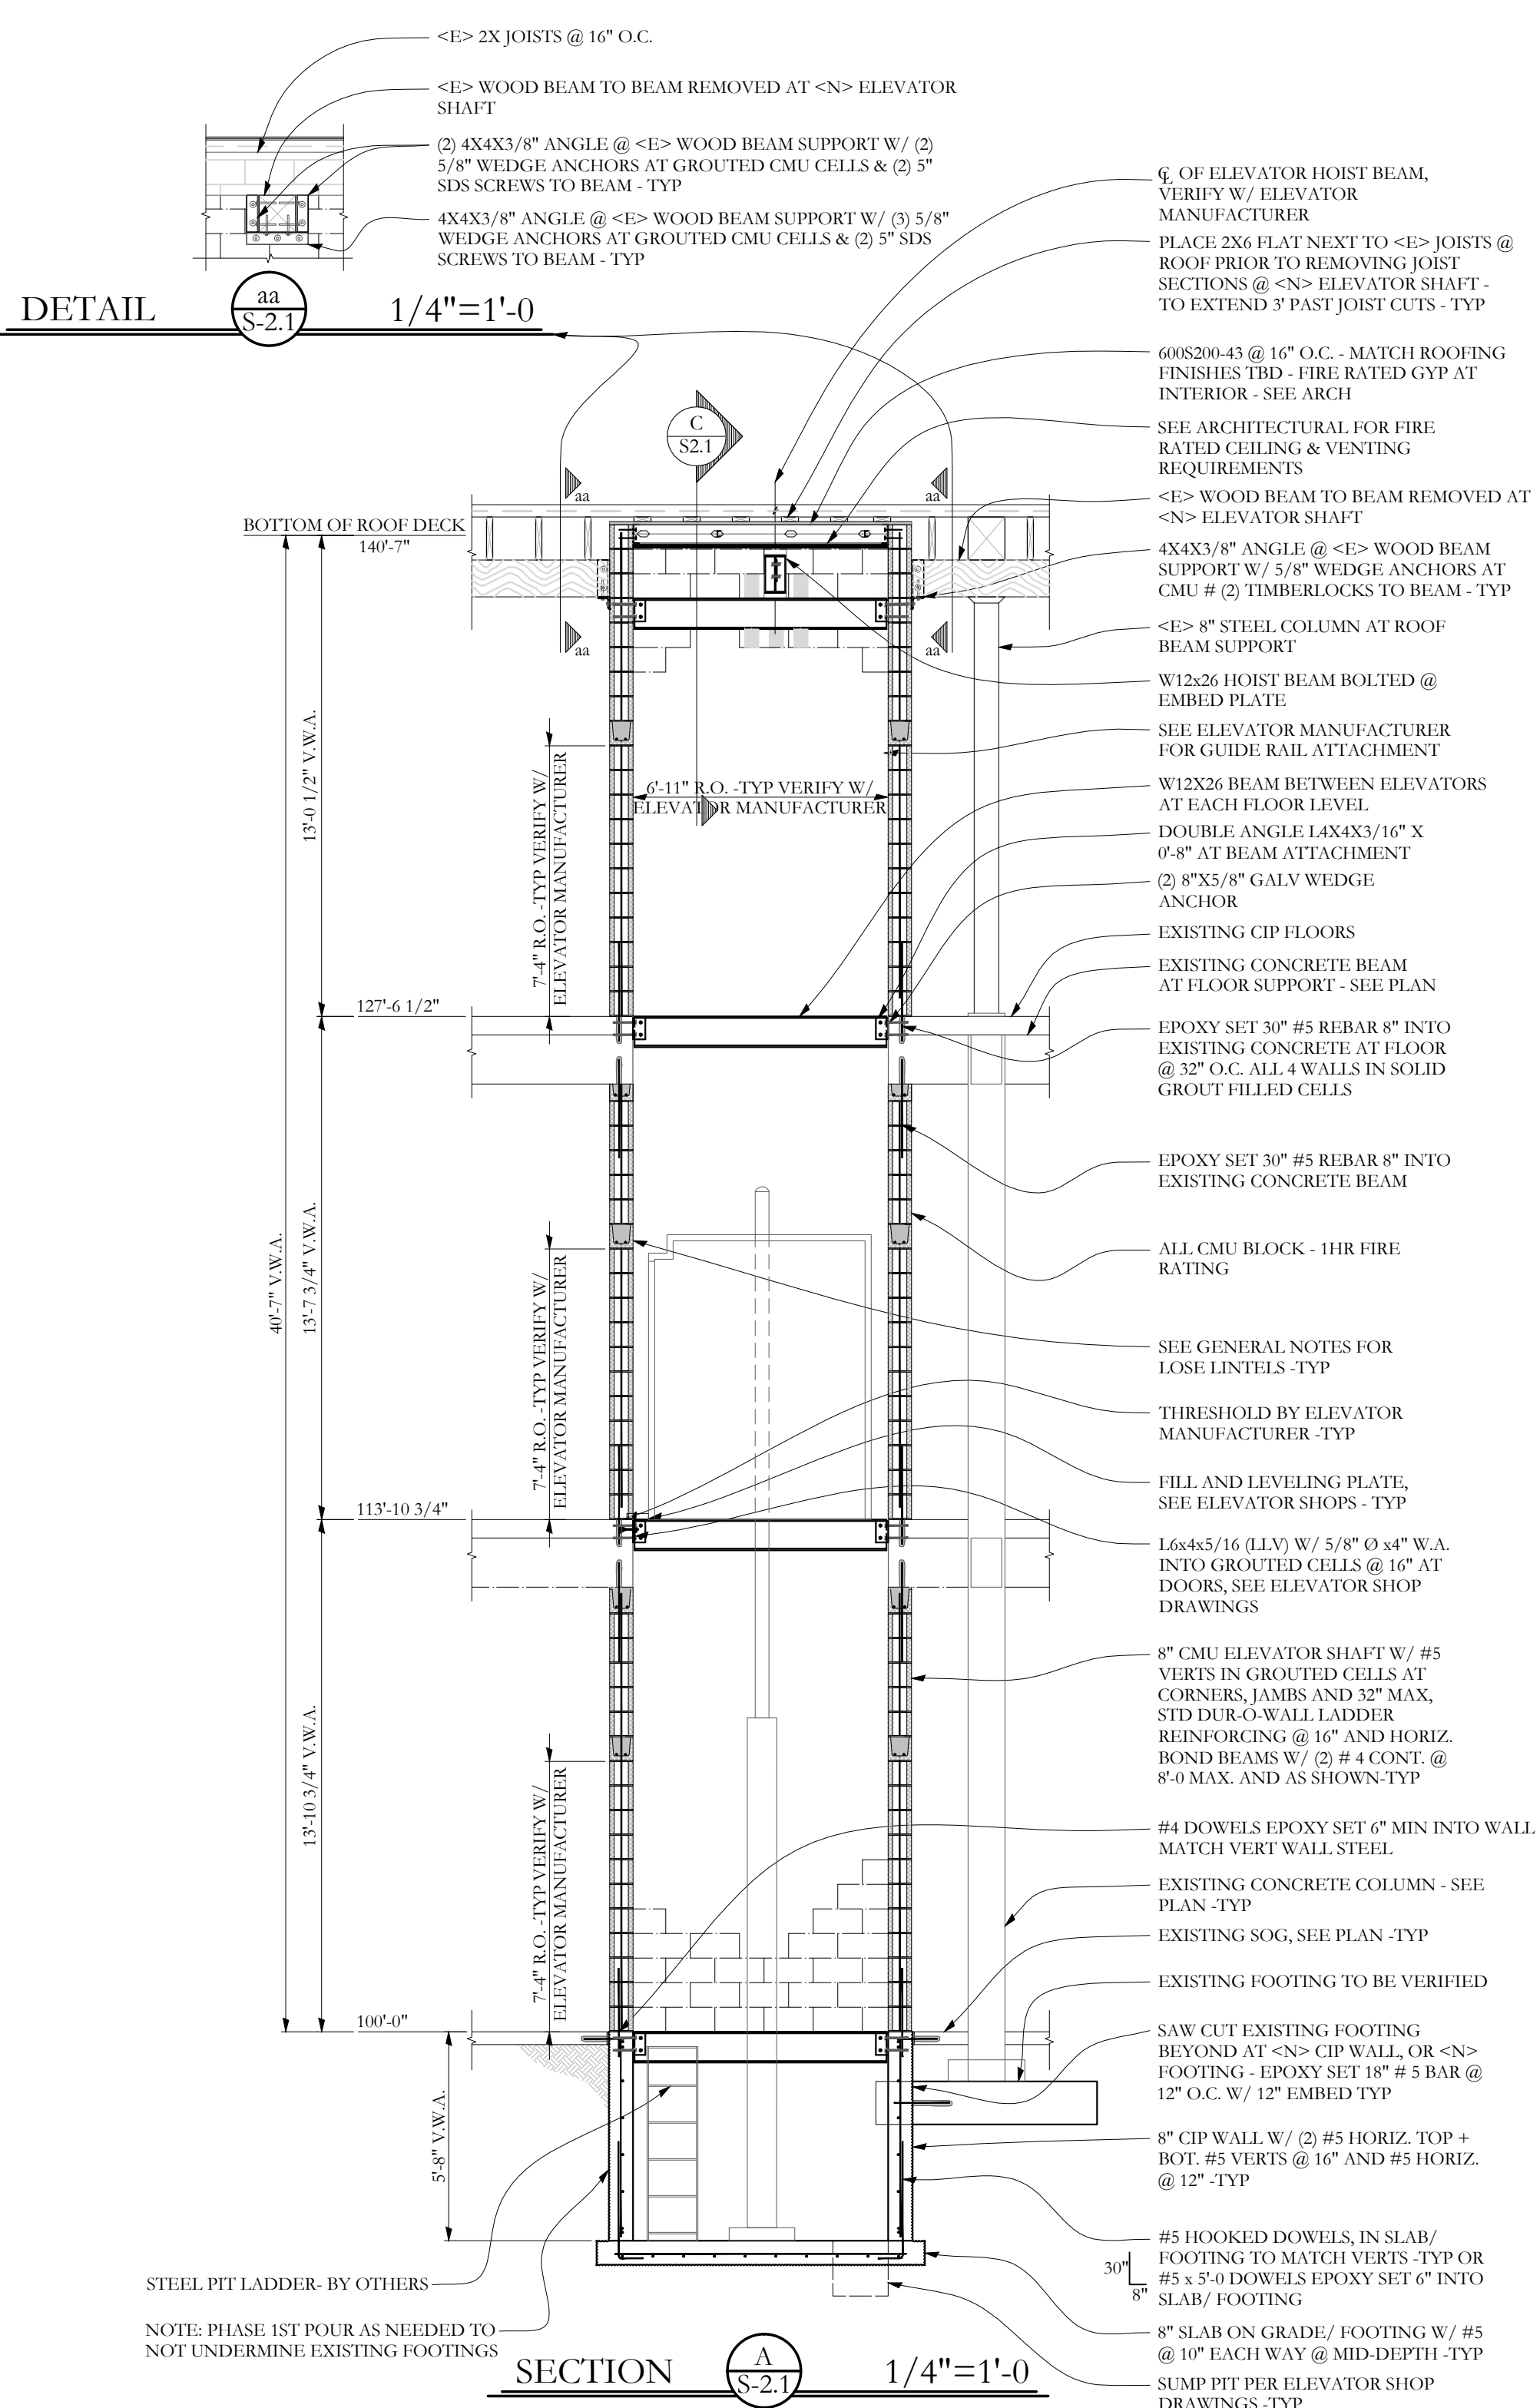 <E> 2X JOISTS @ 16" O.C.
<E> WOOD BEAM TO BEAM REMOVED AT <N> ELEVATOR
SHAFT
(2) 4X4X3/8" ANGLE @ <E> WOOD BEAM SUPPORT W/ (2)
5/8" WEDGE ANCHORS AT GROUTED CMU CELLS & (2) 5"
SDS SCREWS TO BEAM - TYP
4X4X3/8" ANGLE @ <E> WOOD BEAM SUPPORT W/ (3) 5/8"
WEDGE ANCHORS AT GROUTED CMU CELLS & (2) 5" SDS
SCREWS TO BEAM - TYP
DETAIL
aa
S-2.1
1/4"=1'-0
℄ OF ELEVATOR HOIST BEAM,
VERIFY W/ ELEVATOR
MANUFACTURER
PLACE 2X6 FLAT NEXT TO <E> JOISTS @
ROOF PRIOR TO REMOVING JOIST
SECTIONS @ <N> ELEVATOR SHAFT -
TO EXTEND 3' PAST JOIST CUTS - TYP
600S200-43 @ 16" O.C. - MATCH ROOFING
FINISHES TBD - FIRE RATED GYP AT
INTERIOR - SEE ARCH
SEE ARCHITECTURAL FOR FIRE
RATED CEILING & VENTING
REQUIREMENTS
<E> WOOD BEAM TO BEAM REMOVED AT
<N> ELEVATOR SHAFT
4X4X3/8" ANGLE @ <E> WOOD BEAM
SUPPORT W/ 5/8" WEDGE ANCHORS AT
CMU # (2) TIMBERLOCKS TO BEAM - TYP
<E> 8" STEEL COLUMN AT ROOF
BEAM SUPPORT
W12x26 HOIST BEAM BOLTED @
EMBED PLATE
SEE ELEVATOR MANUFACTURER
FOR GUIDE RAIL ATTACHMENT
W12X26 BEAM BETWEEN ELEVATORS
AT EACH FLOOR LEVEL
DOUBLE ANGLE L4X4X3/16" X
0'-8" AT BEAM ATTACHMENT
(2) 8"X5/8" GALV WEDGE
ANCHOR
EXISTING CIP FLOORS
EXISTING CONCRETE BEAM
AT FLOOR SUPPORT - SEE PLAN
EPOXY SET 30" #5 REBAR 8" INTO
EXISTING CONCRETE AT FLOOR
@ 32" O.C. ALL 4 WALLS IN SOLID
GROUT FILLED CELLS
EPOXY SET 30" #5 REBAR 8" INTO
EXISTING CONCRETE BEAM
ALL CMU BLOCK - 1HR FIRE
RATING
SEE GENERAL NOTES FOR
LOSE LINTELS -TYP
THRESHOLD BY ELEVATOR
MANUFACTURER -TYP
FILL AND LEVELING PLATE,
SEE ELEVATOR SHOPS - TYP
L6x4x5/16 (LLV) W/ 5/8" Ø x4" W.A.
INTO GROUTED CELLS @ 16" AT
DOORS, SEE ELEVATOR SHOP
DRAWINGS
8" CMU ELEVATOR SHAFT W/ #5
VERTS IN GROUTED CELLS AT
CORNERS, JAMBS AND 32" MAX,
STD DUR-O-WALL LADDER
REINFORCING @ 16" AND HORIZ.
BOND BEAMS W/ (2) # 4 CONT. @
8'-0 MAX. AND AS SHOWN-TYP
#4 DOWELS EPOXY SET 6" MIN INTO WALL
MATCH VERT WALL STEEL
EXISTING CONCRETE COLUMN - SEE
PLAN -TYP
EXISTING SOG, SEE PLAN -TYP
EXISTING FOOTING TO BE VERIFIED
SAW CUT EXISTING FOOTING
BEYOND AT <N> CIP WALL, OR <N>
FOOTING - EPOXY SET 18" # 5 BAR @
12" O.C. W/ 12" EMBED TYP
8" CIP WALL W/ (2) #5 HORIZ. TOP +
BOT. #5 VERTS @ 16" AND #5 HORIZ.
@ 12" -TYP
#5 HOOKED DOWELS, IN SLAB/
FOOTING TO MATCH VERTS -TYP OR
#5 x 5'-0 DOWELS EPOXY SET 6" INTO
SLAB/ FOOTING
30"
8"
8" SLAB ON GRADE/ FOOTING W/ #5
@ 10" EACH WAY @ MID-DEPTH -TYP
SUMP PIT PER ELEVATOR SHOP
DRAWINGS -TYP
C
S2.1
aa
aa
aa
aa
BOTTOM OF ROOF DECK
140'-7"
127'-6 1/2"
113'-10 3/4"
100'-0"
40'-7" V.W.A.
13'-0 1/2" V.W.A.
13'-7 3/4" V.W.A.
13'-10 3/4" V.W.A.
5'-8" V.W.A.
6'-11" R.O. -TYP VERIFY W/
ELEVATOR MANUFACTURER
7'-4" R.O. -TYP VERIFY W/
ELEVATOR MANUFACTURER
7'-4" R.O. -TYP VERIFY W/
ELEVATOR MANUFACTURER
7'-4" R.O. -TYP VERIFY W/
ELEVATOR MANUFACTURER
STEEL PIT LADDER- BY OTHERS
NOTE: PHASE 1ST POUR AS NEEDED TO
NOT UNDERMINE EXISTING FOOTINGS
SECTION
A
S-2.1
1/4"=1'-0